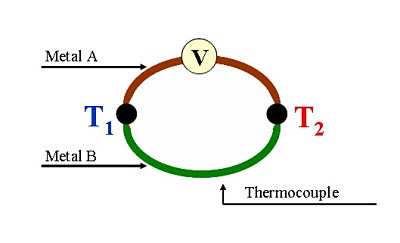 Metal A
V
T1
T2
Metal B
Thermocouple